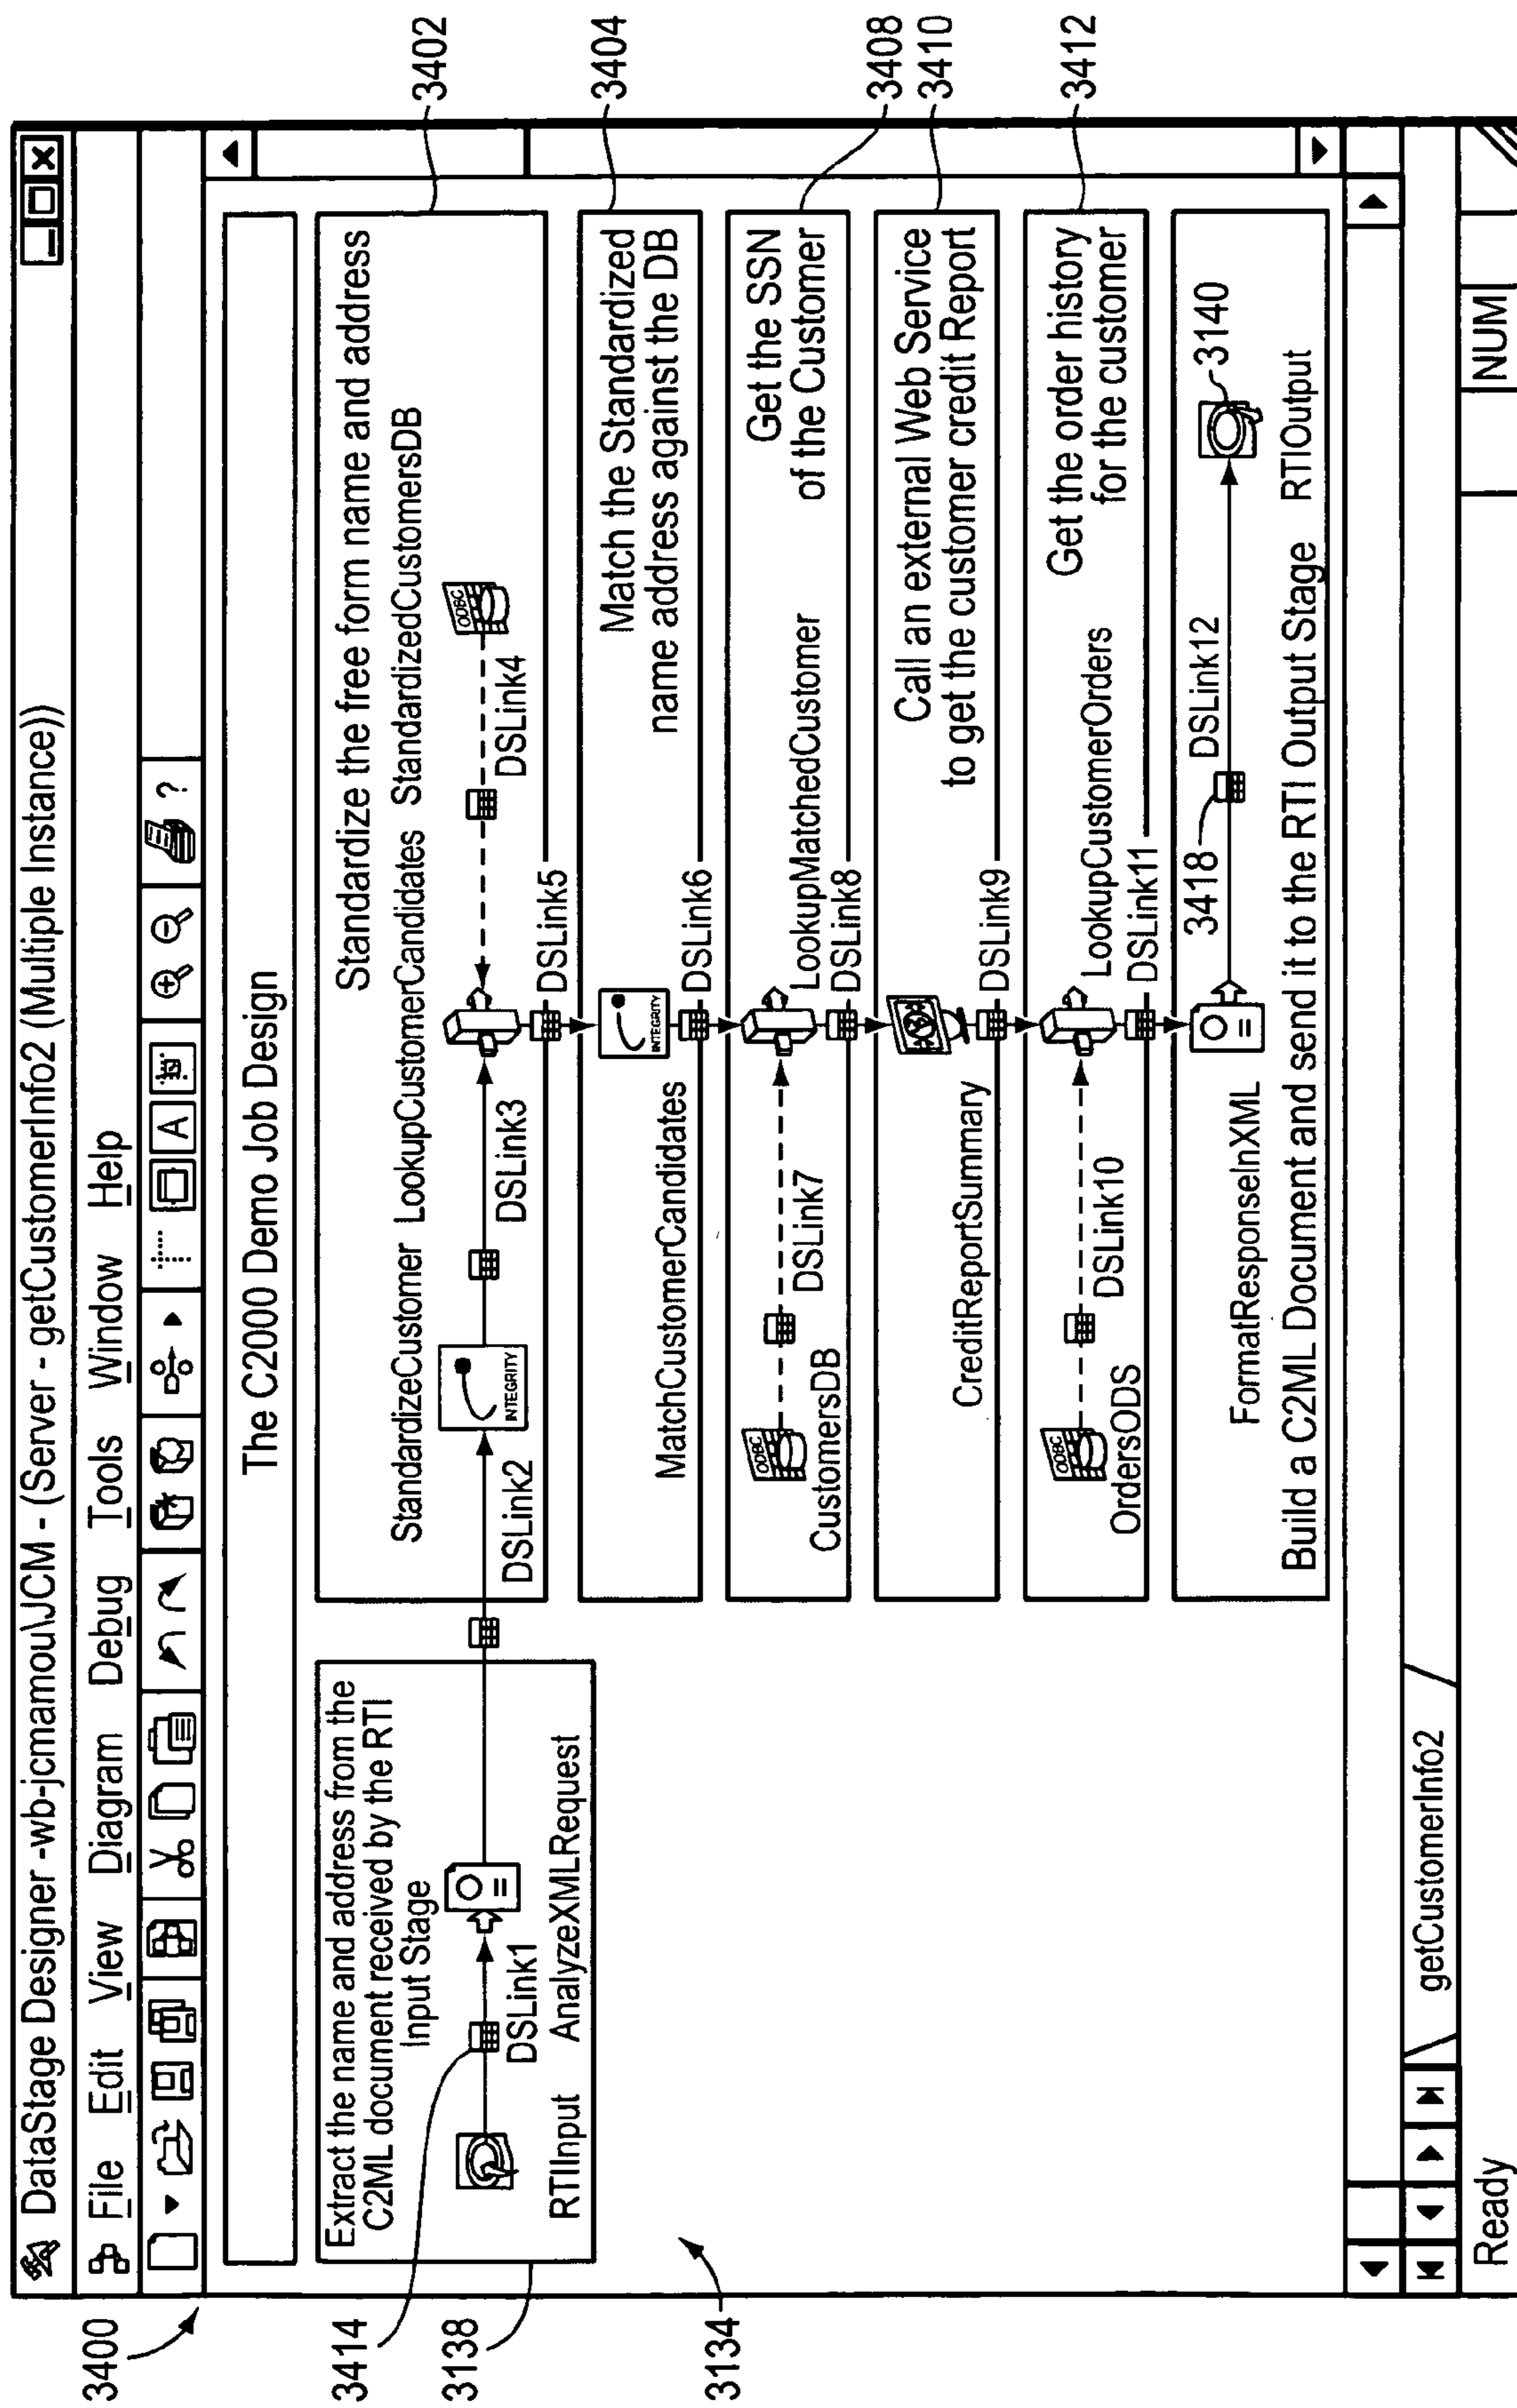 3400
DataStage Designer -wb-jcmamou\JCM - (Server - getCustomerInfo2 (Multiple Instance))
File Edit View Diagram Debug Tools Window Help
A
?
The C2000 Demo Job Design
3414
3138
3134
Extract the name and address from the
C2ML document received by the RTI
Input Stage
DSLink1
RTIInput AnalyzeXMLRequest
3402
Standardize the free form name and address
StandardizeCustomer LookupCustomerCandidates StandardizedCustomersDB
ODBC
INTEGRITY
DSLink2
DSLink3
DSLink4
DSLink5
3404
Match the Standardized
name address against the DB
INTEGRITY
MatchCustomerCandidates
DSLink6
3408
Get the SSN
of the Customer
ODBC
DSLink7
LookupMatchedCustomer
CustomersDB
DSLink8
3410
Call an external Web Service
to get the customer credit Report
CreditReportSummary
DSLink9
3412
Get the order history
for the customer
ODBC
DSLink10
LookupCustomerOrders
OrdersODS
DSLink11
3418
DSLink12
3140
FormatResponseInXML
Build a C2ML Document and send it to the RTI Output Stage
RTIOutput
getCustomerInfo2
Ready
NUM